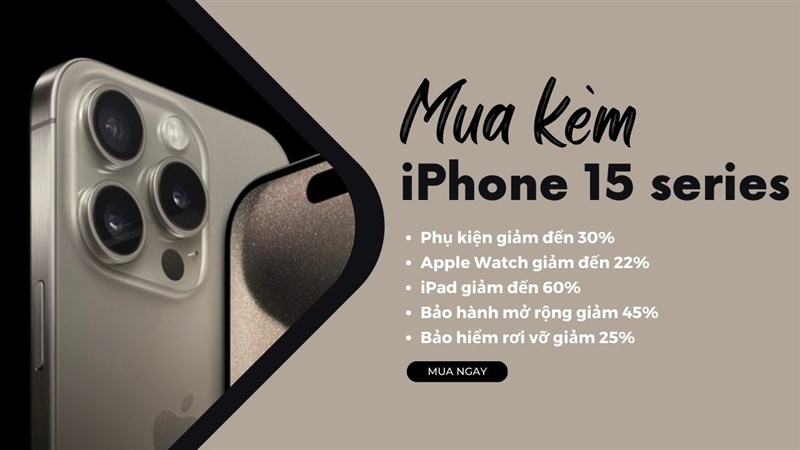 Mua kèm
iPhone 15 series
• Phụ kiện giảm đến 30%
• Apple Watch giảm đến 22%
• iPad giảm đến 60%
• Bảo hành mở rộng giảm 45%
• Bảo hiểm rơi vỡ giảm 25%
MUA NGAY